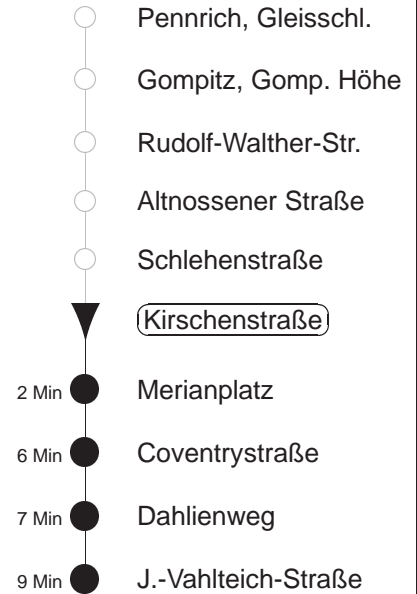 Pennrich, Gleisschl.
Gompitz, Gomp. Höhe
Rudolf-Walther-Str.
Altnossener Straße
Schlehenstraße
Kirschenstraße
2 Min Merianplatz
6 Min Coventrystraße
7 Min Dahlienweg
9 Min J.-Vahlteich-Straße